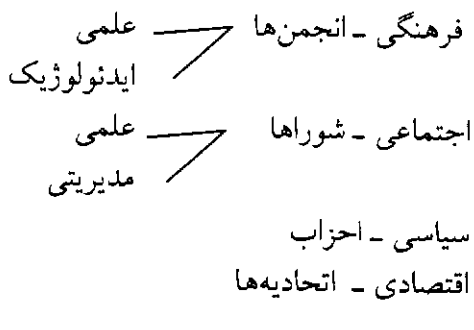 فرهنگی ـ انجمن‌ها علمی
ایدئولوژیک
اجتماعی ـ شوراها علمی
مدیریتی
سیاسی ـ احزاب
اقتصادی ـ اتحادیه‌ها